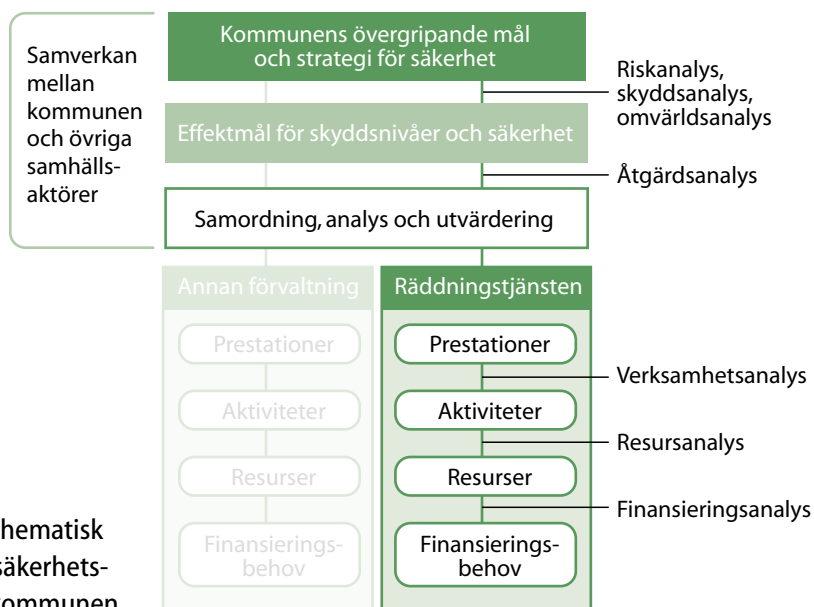 Samverkan
mellan
kommunen
och övriga
samhälls-
aktörer
Kommunens övergripande mål
och strategi för säkerhet
Effektmål för skyddsnivåer och säkerhet
Samordning, analys och utvärdering
Riskanalys,
skyddsanalys,
omvärldsanalys
Åtgärdsanalys
Annan förvaltning
Prestationer
Aktiviteter
Resurser
Finansierings-
behov
Räddningstjänsten
Prestationer
Aktiviteter
Resurser
Finansierings-
behov
Verksamhetsanalys
Resursanalys
Finansieringsanalys
hematisk
säkerhets-
kommunen